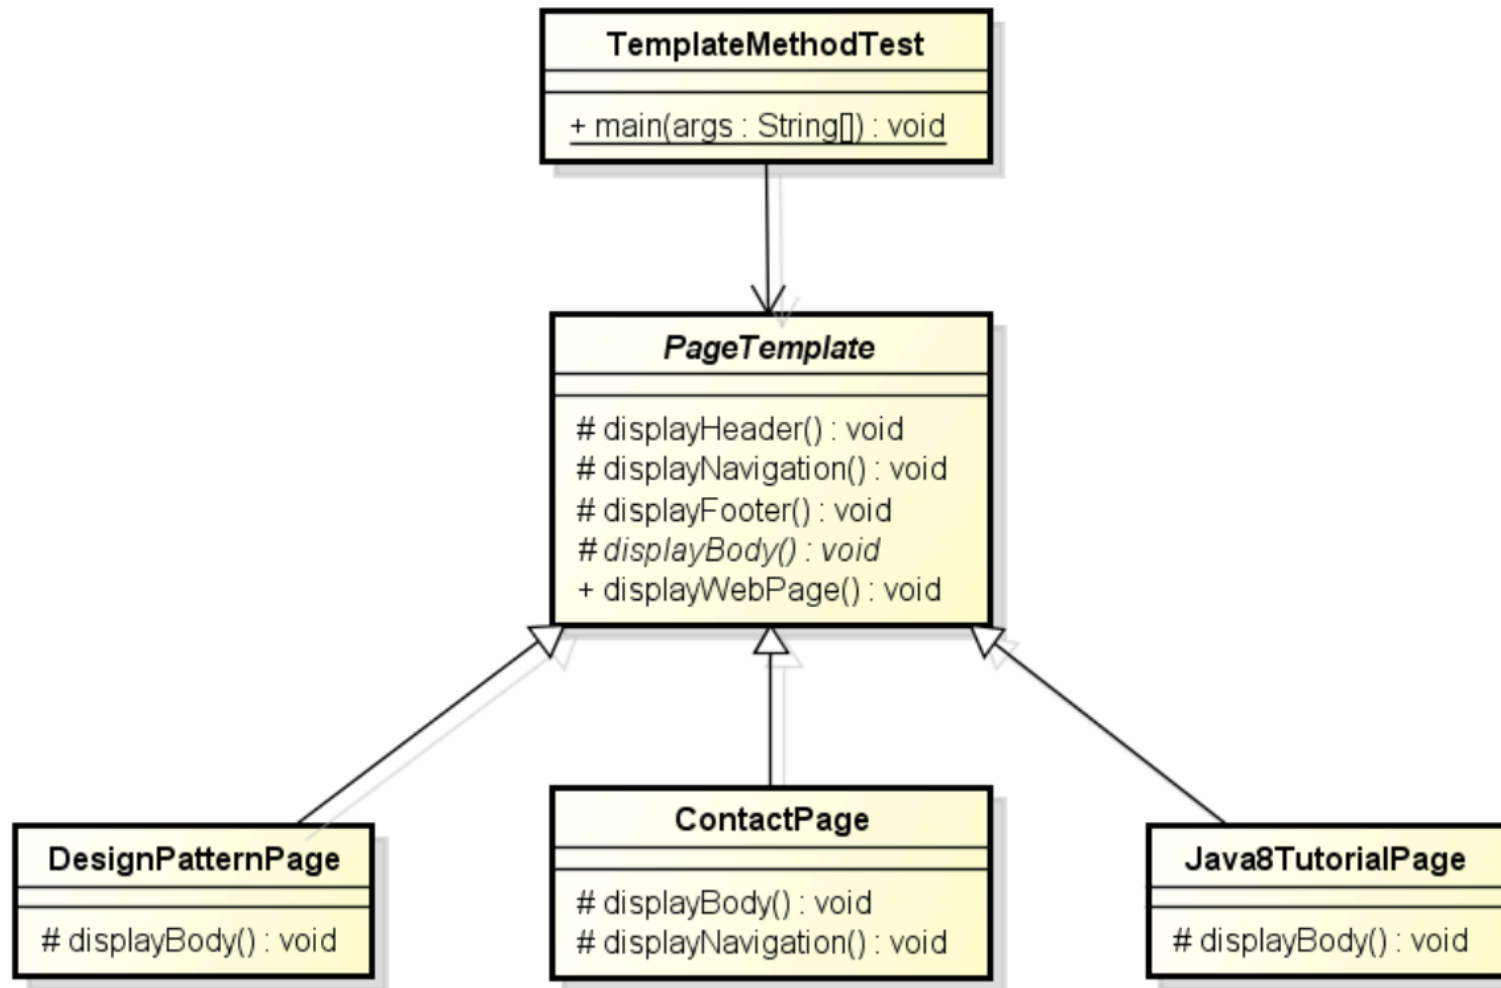 TemplateMethodTest
+ main(args : String[]) : void
PageTemplate
# displayHeader() : void
# displayNavigation() : void
# displayFooter() : void
# displayBody() : void
+ displayWebPage() : void
DesignPatternPage
# displayBody() : void
ContactPage
# displayBody() : void
# displayNavigation() : void
Java8TutorialPage
# displayBody() : void